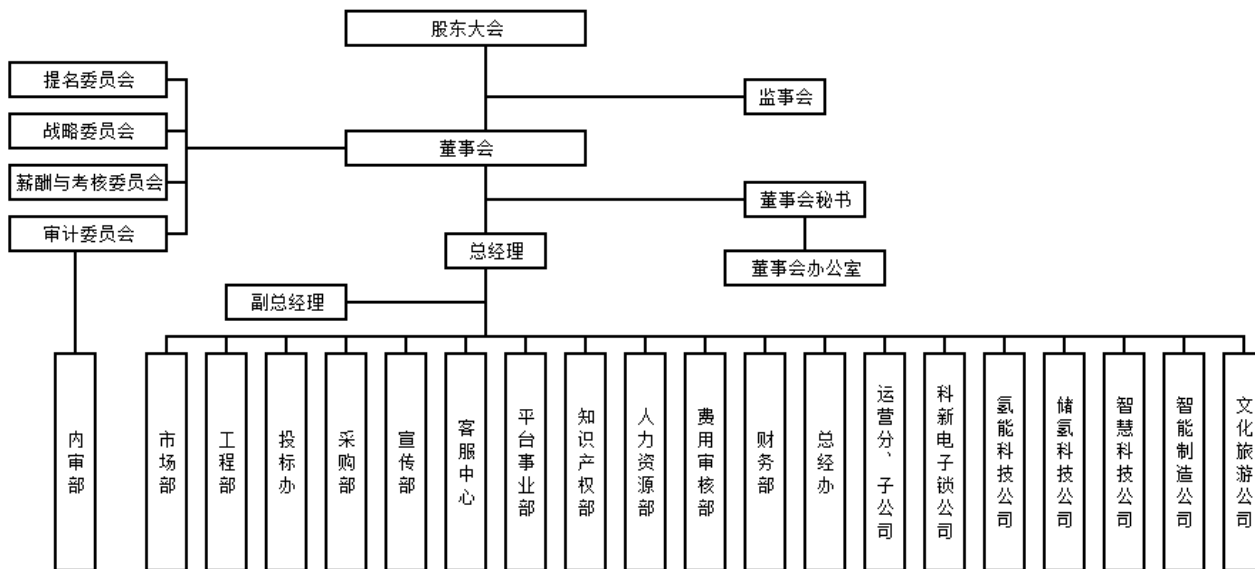 股东大会
提名委员会
监事会
战略委员会
董事会
薪酬与考核委员会
董事会秘书
审计委员会
总经理
董事会办公室
副总经理
内审部
市场部
工程部
投标办
采购部
宣传部
客服中心
平台事业部
知识产权部
人力资源部
费用审核部
财务部
总经办
运营分、子公司
科新电子锁公司
氢能科技公司
储氢科技公司
智慧科技公司
智能制造公司
文化旅游公司